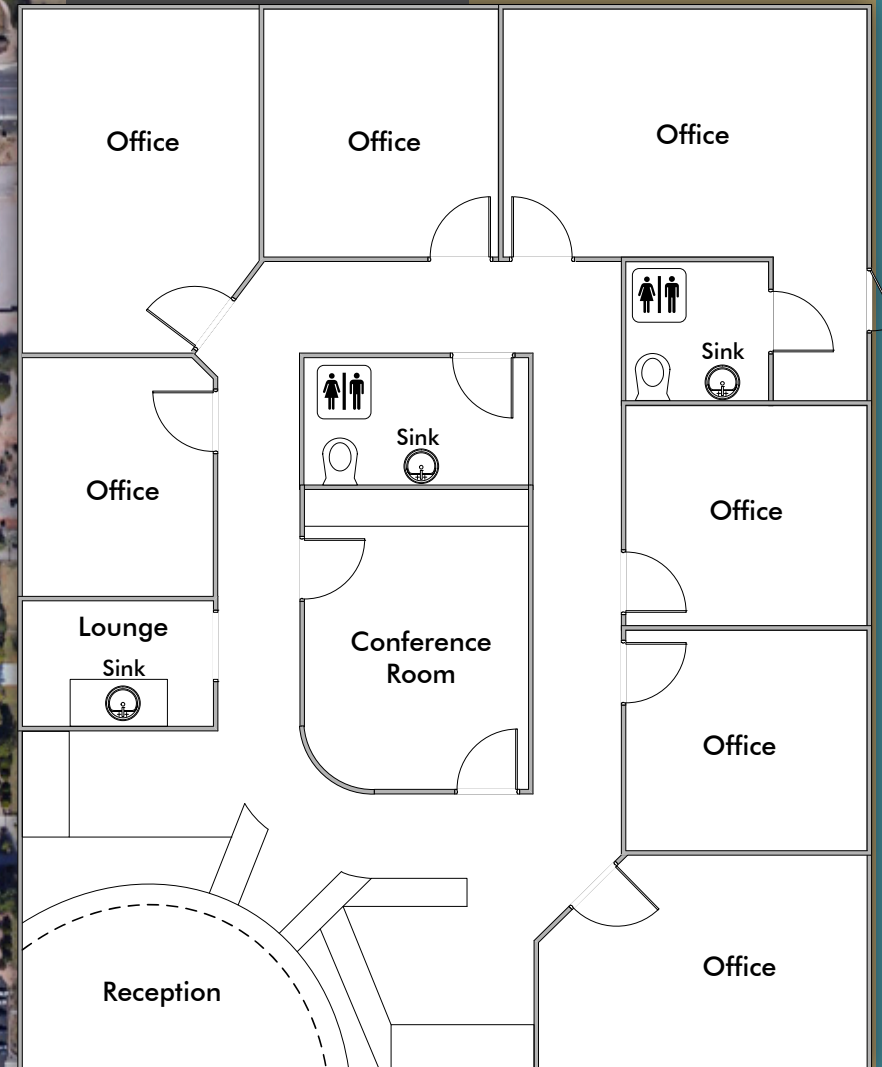 Office
Office
Office
Sink
Sink
Office
Office
Lounge
Sink
Conference
Room
Office
Office
Reception